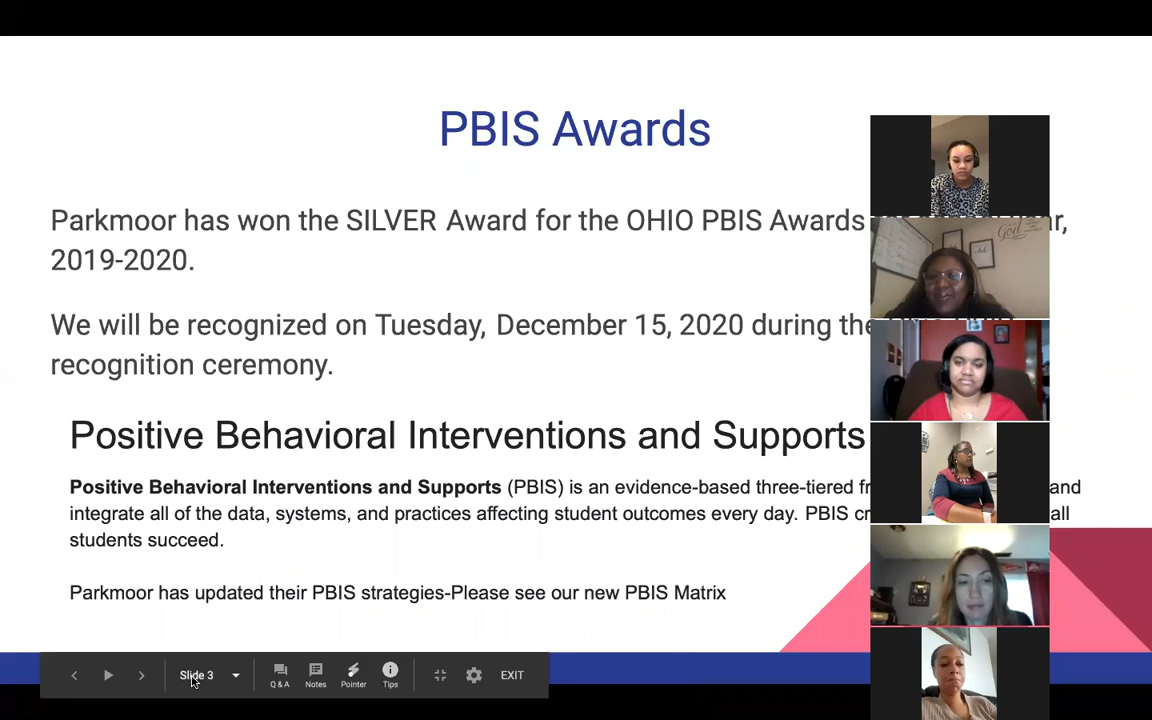 PBIS Awards
Parkmoor has won the SILVER Award for the OHIO PBIS Awards
2019-2020.
We will be recognized on Tuesday, December 15, 2020 during the
recognition ceremony.
Positive Behavioral Interventions and Supports
Positive Behavioral Interventions and Supports (PBIS) is an evidence-based three-tiered and
integrate all of the data, systems, and practices affecting student outcomes every day. PBIS all
students succeed.
Parkmoor has updated their PBIS strategies-Please see our new PBIS Matrix
God
Slide 3
Q & A
Notes
Pointer
Tips
EXIT